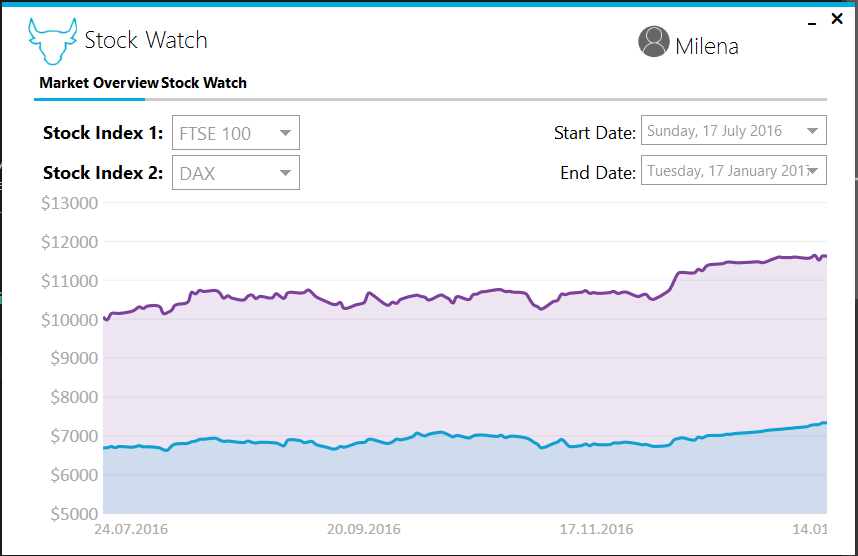 Stock Watch
Milena
Market Overview Stock Watch
Stock Index 1: FTSE 100
Start Date: Sunday, 17 July 2016
Stock Index 2: DAX
End Date: Tuesday, 17 January 201
$13000
$12000
$11000
$10000
$9000
$8000
$7000
$6000
$5000
24.07.2016 20.09.2016 17.11.2016 14.01